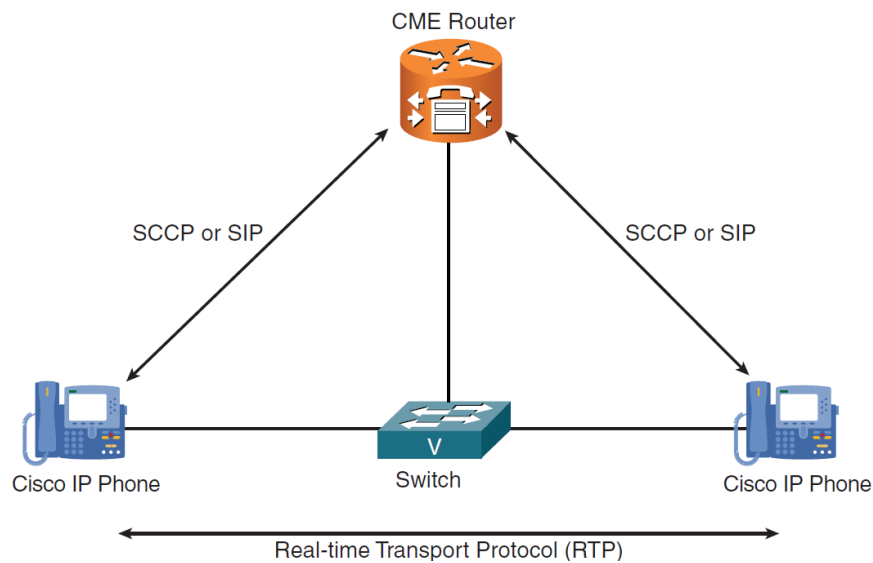 CME Router
SCCP or SIP
SCCP or SIP
V
Cisco IP Phone
Switch
Cisco IP Phone
Real-time Transport Protocol (RTP)